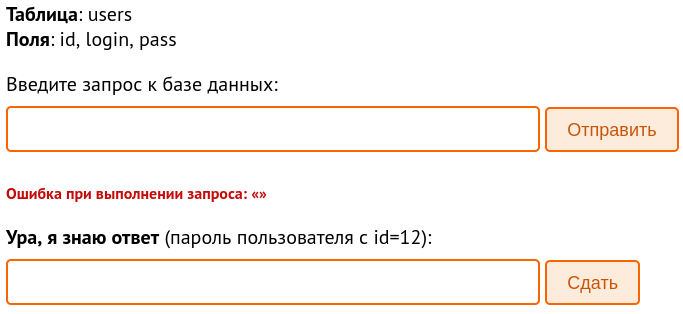 Таблица: users
Поля: id, login, pass
Введите запрос к базе данных:
Отправить
Ошибка при выполнении запроса: «»
Ура, я знаю ответ (пароль пользователя с id=12):
Сдать